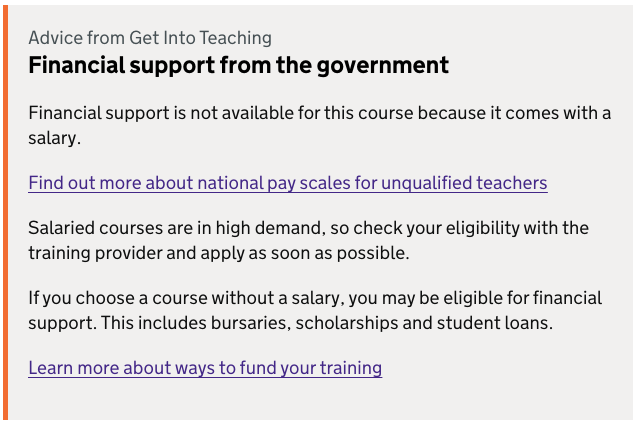 Advice from Get Into Teaching
Financial support from the government
Financial support is not available for this course because it comes with a
salary.
Find out more about national pay scales for unqualified teachers
Salaried courses are in high demand, so check your eligibility with the
training provider and apply as soon as possible.
If you choose a course without a salary, you may be eligible for financial
support. This includes bursaries, scholarships and student loans.
Learn more about ways to fund your training